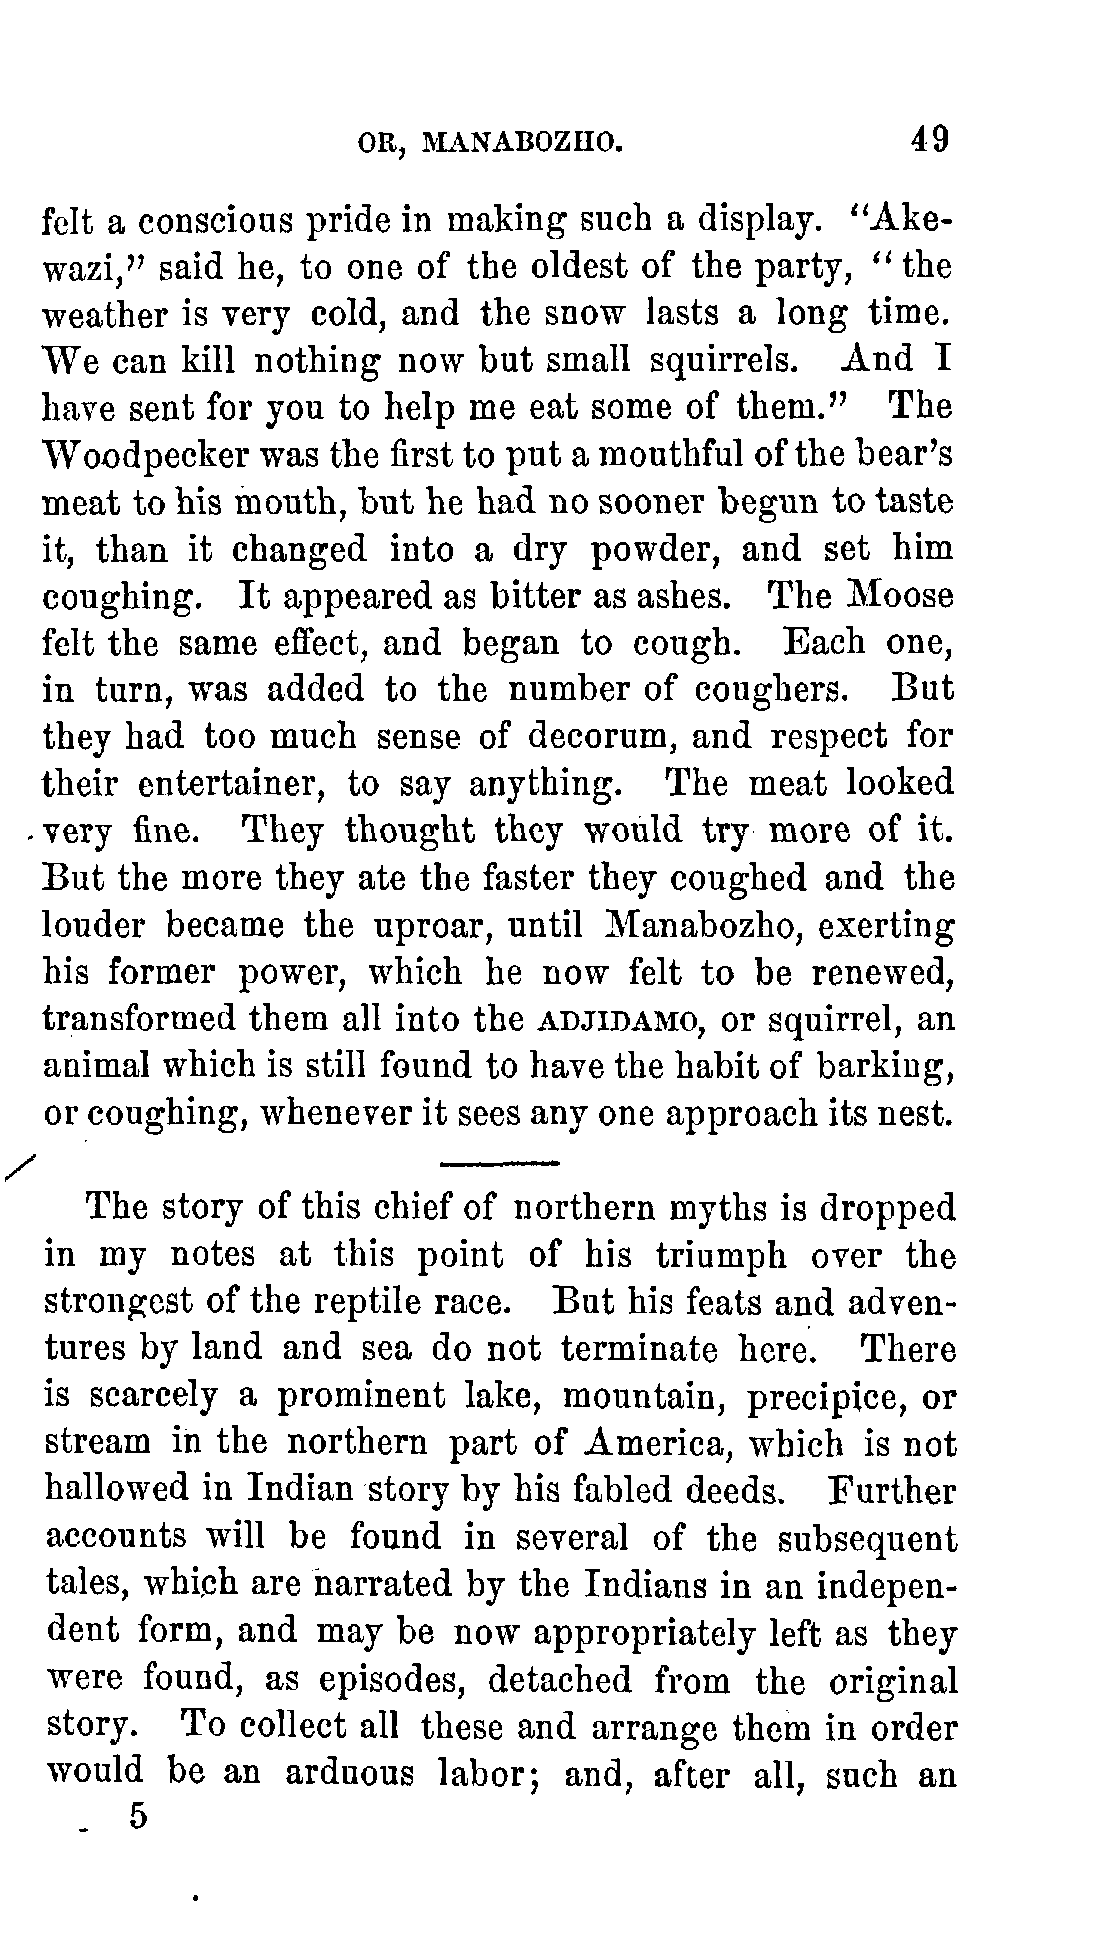 OR, MANABOZHO. 49
felt a conscious pride in making such a display. "Ake-
wazi," said he, to one of the oldest of the party, "the
weather is very cold, and the snow lasts a long time.
We can kill nothing now but small squirrels. And I
have sent for you to help me eat some of them." The
Woodpecker was the first to put a mouthful of the bear's
meat to his mouth, but he had no sooner begun to taste
it, than it changed into a dry powder, and set him
coughing. It appeared as bitter as ashes. The Moose
felt the same effect, and began to cough. Each one,
in turn, was added to the number of coughers. But
they had too much sense of decorum, and respect for
their entertainer, to say anything. The meat looked
very fine. They thought they would try more of it.
But the more they ate the faster they coughed and the
louder became the uproar, until Manabozho, exerting
his former power, which he now felt to be renewed,
transformed them all into the ADJIDAMO, or squirrel, an
animal which is still found to have the habit of barking,
or coughing, whenever it sees any one approach its nest.
The story of this chief of northern myths is dropped
in my notes at this point of his triumph over the
strongest of the reptile race. But his feats and adven-
tures by land and sea do not terminate here. There
is scarcely a prominent lake, mountain, precipice, or
stream in the northern part of America, which is not
hallowed in Indian story by his fabled deeds. Further
accounts will be found in several of the subsequent
tales, which are narrated by the Indians in an indepen-
dent form, and may be now appropriately left as they
were found, as episodes, detached from the original
story. To collect all these and arrange them in order
would be an arduous labor; and, after all, such an
5